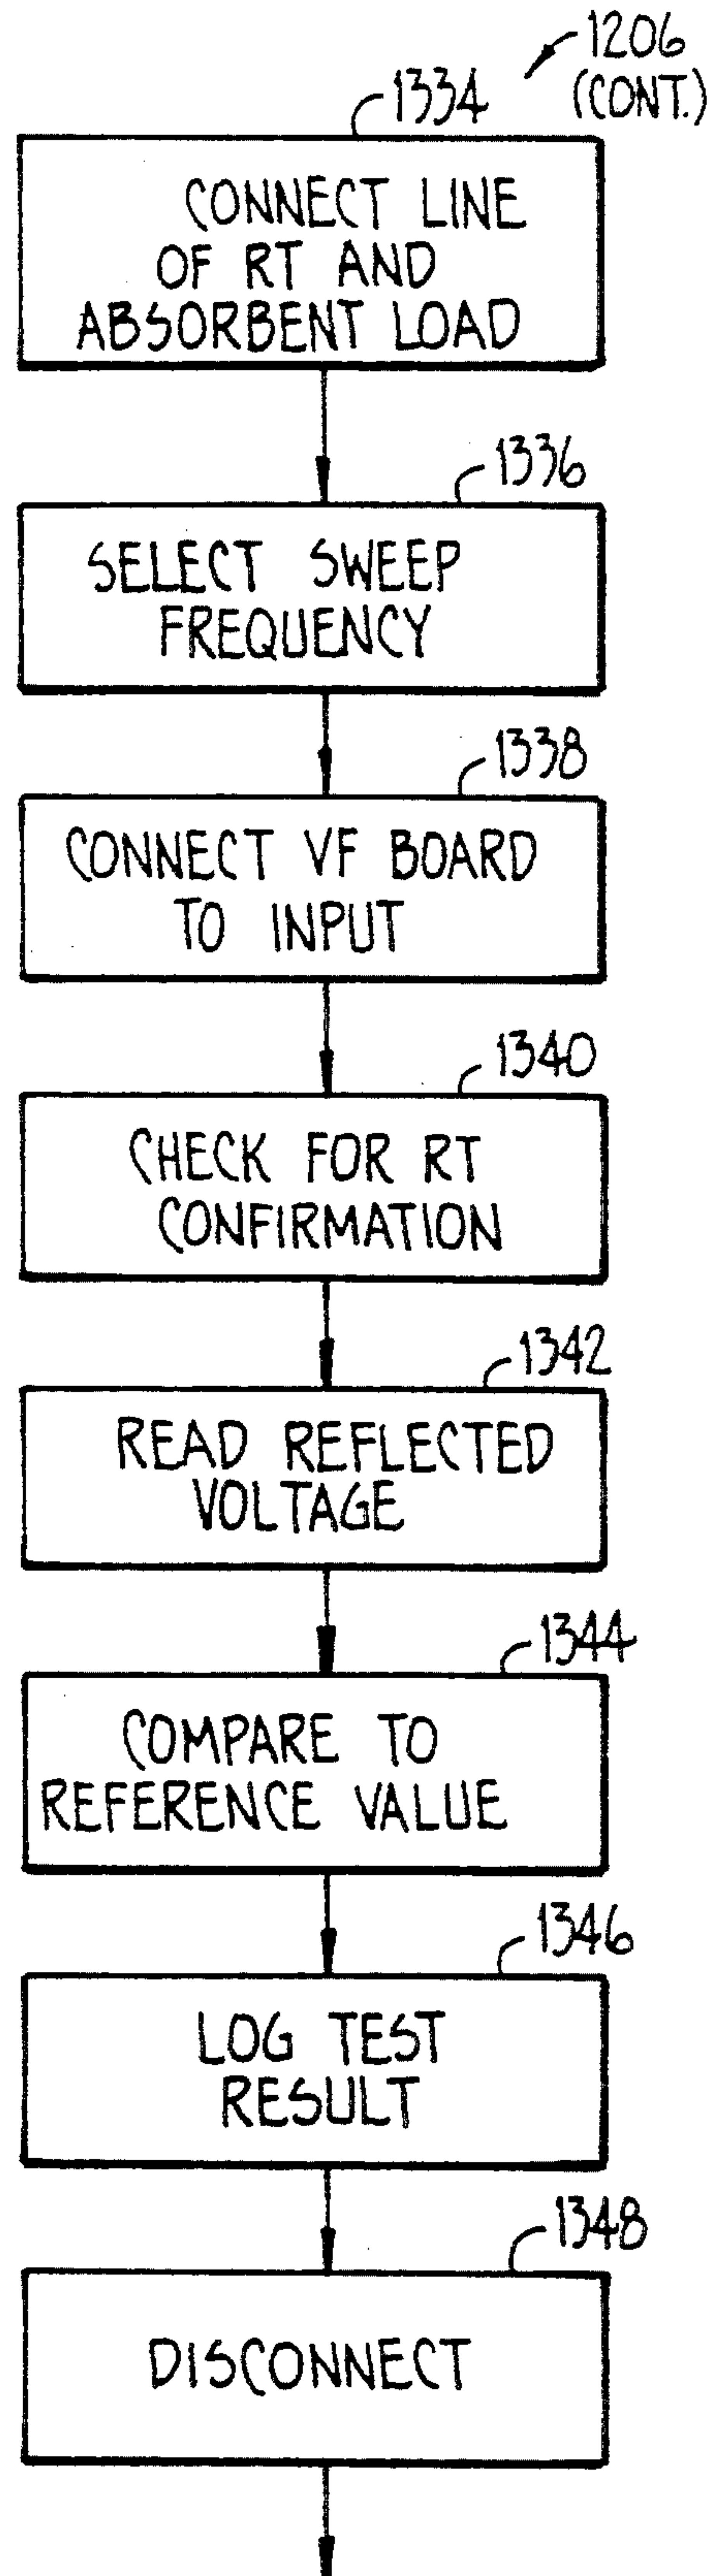 1206
(CONT.)
1334
CONNECT LINE
OF RT AND
ABSORBENT LOAD
1336
SELECT SWEEP
FREQUENCY
1338
CONNECT VF BOARD
TO INPUT
1340
CHECK FOR RT
CONFIRMATION
1342
READ REFLECTED
VOLTAGE
1344
COMPARE TO
REFERENCE VALUE
1346
LOG TEST
RESULT
1348
DISCONNECT